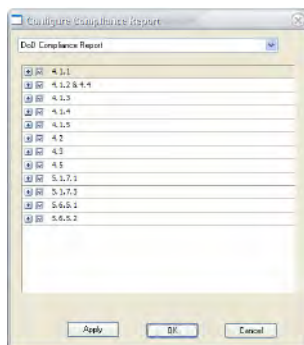 Configure Compliance Report
DoD Compliance Report
4.1.1
4.1.2 & 4.4
4.1.3
4.1.4
4.1.5
4.2
4.3
4.5
5.1.7.1
5.1.7.3
5.6.5.1
5.6.5.2
Apply
OK
Cancel